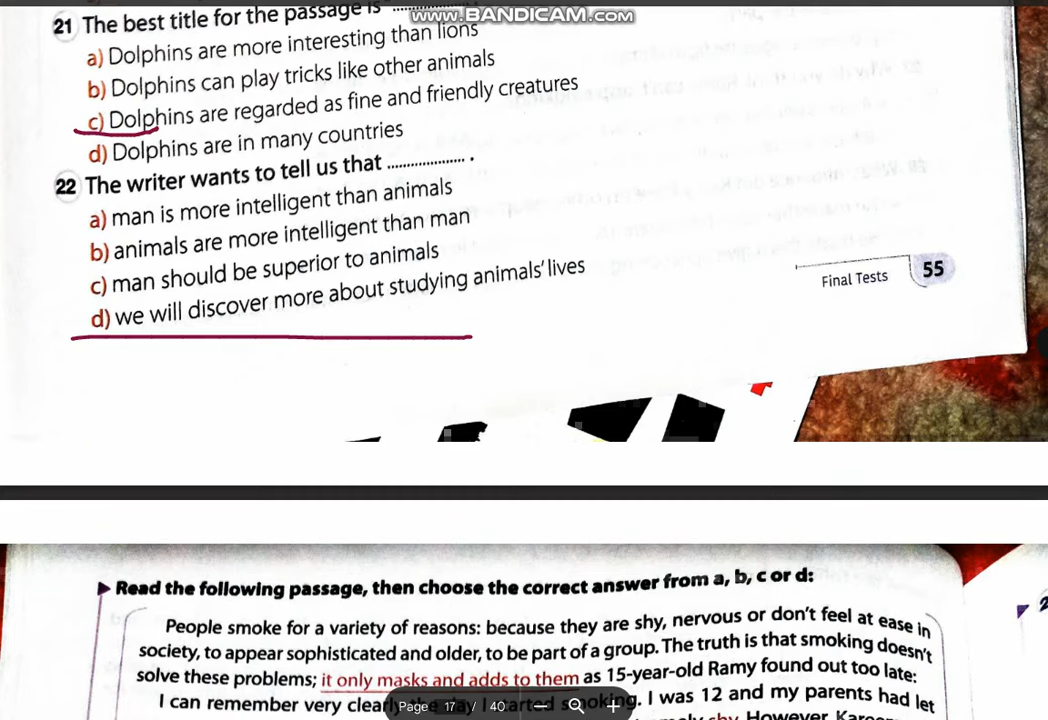 www.BANDICAM.com
21 The best title for the passage is ..................
a) Dolphins are more interesting than lions
b) Dolphins can play tricks like other animals
c) Dolphins are regarded as fine and friendly creatures
d) Dolphins are in many countries
22 The writer wants to tell us that .................... .
a) man is more intelligent than animals
b) animals are more intelligent than man
c) man should be superior to animals
d) we will discover more about studying animals' lives
Final Tests 55
Read the following passage, then choose the correct answer from a, b, c or d:
People smoke for a variety of reasons: because they are shy, nervous or don't feel at ease in
society, to appear sophisticated and older, to be part of a group. The truth is that smoking doesn't
solve these problems; it only masks and adds to them as 15-year-old Ramy found out too late:
I can remember very clearly the day I started smoking. I was 12 and my parents had let
shy. However
Page 17 / 40